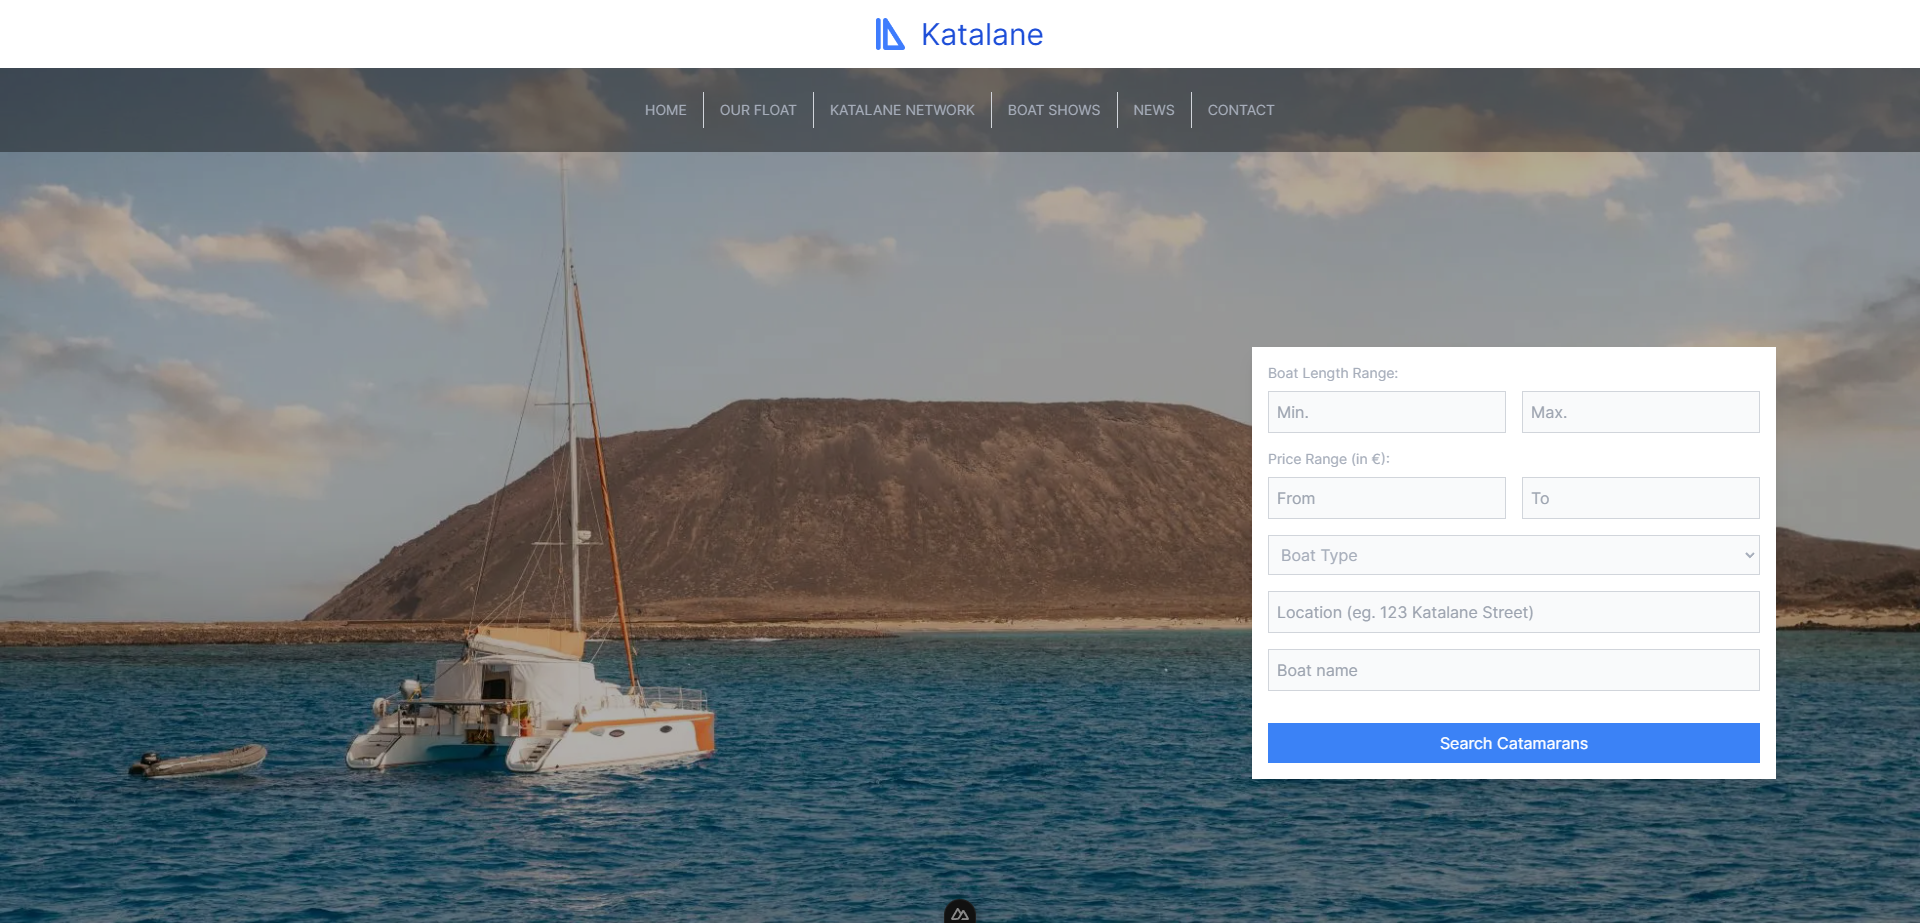 Katalane
HOME
OUR FLOAT
KATALANE NETWORK
BOAT SHOWS
NEWS
CONTACT
Boat Length Range:
Min.
Max.
Price Range (in €):
From
To
Boat Type
Location (eg. 123 Katalane Street)
Boat name
Search Catamarans